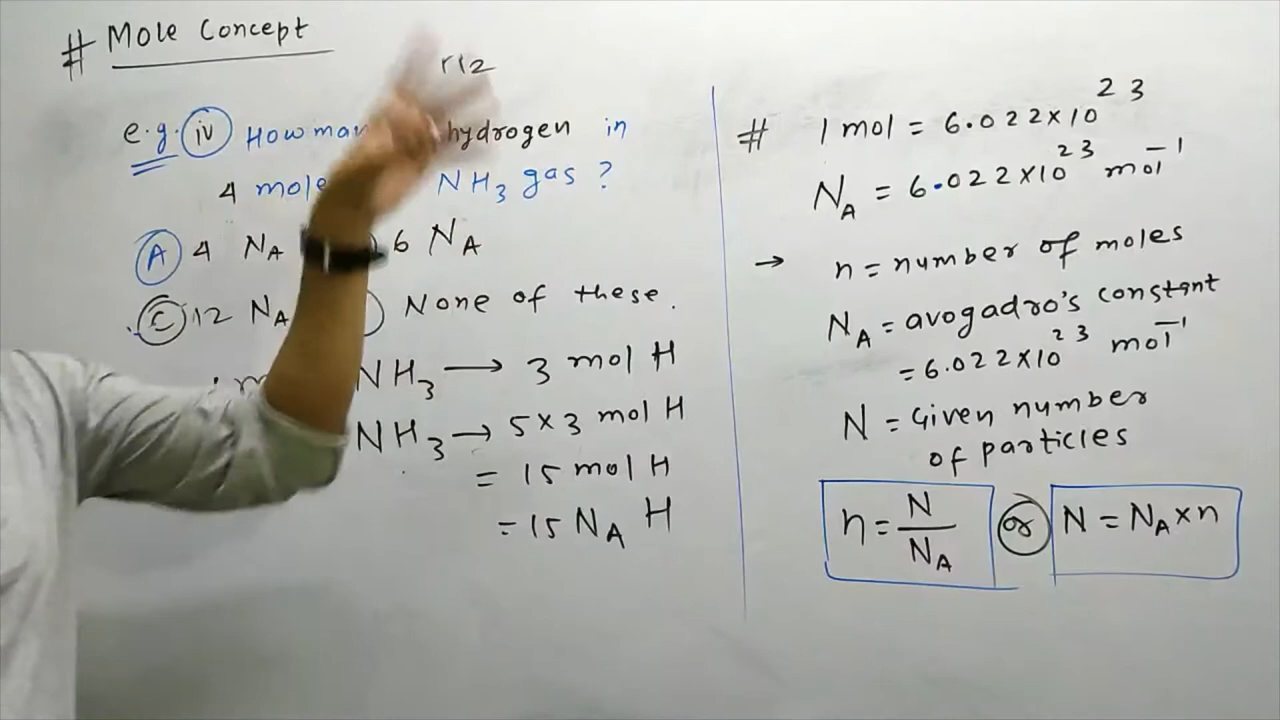 # Mole Concept
H2
e.g. iv How man hydrogen in
4 mole NH3 gas ?
A 4 NA 6 NA
C 12 NA None of these.
NH3 → 3 mol H
NH3 → 5×3 mol H
= 15 mol H
= 15 NA H
# 1 mol = 6.022×10^23
NA = 6.022×10^23 mol^-1
→ n = number of moles
NA = avogadro's constant
= 6.022×10^23 mol^-1
N = Given number
of particles
n = N/NA or N = NA×n